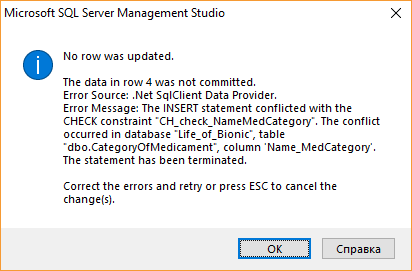 Microsoft SQL Server Management Studio
No row was updated.
The data in row 4 was not committed.
Error Source: .Net SqlClient Data Provider.
Error Message: The INSERT statement conflicted with the
CHECK constraint "CH_check_NameMedCategory". The conflict
occurred in database "Life_of_Bionic", table
"dbo.CategoryOfMedicament", column 'Name_MedCategory'.
The statement has been terminated.
Correct the errors and retry or press ESC to cancel the
change(s).
OK
Справка